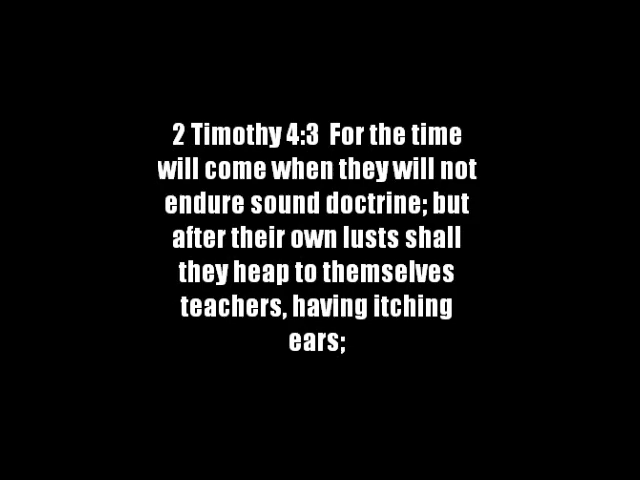 2 Timothy 4:3  For the time
will come when they will not
endure sound doctrine; but
after their own lusts shall
they heap to themselves
teachers, having itching
ears;